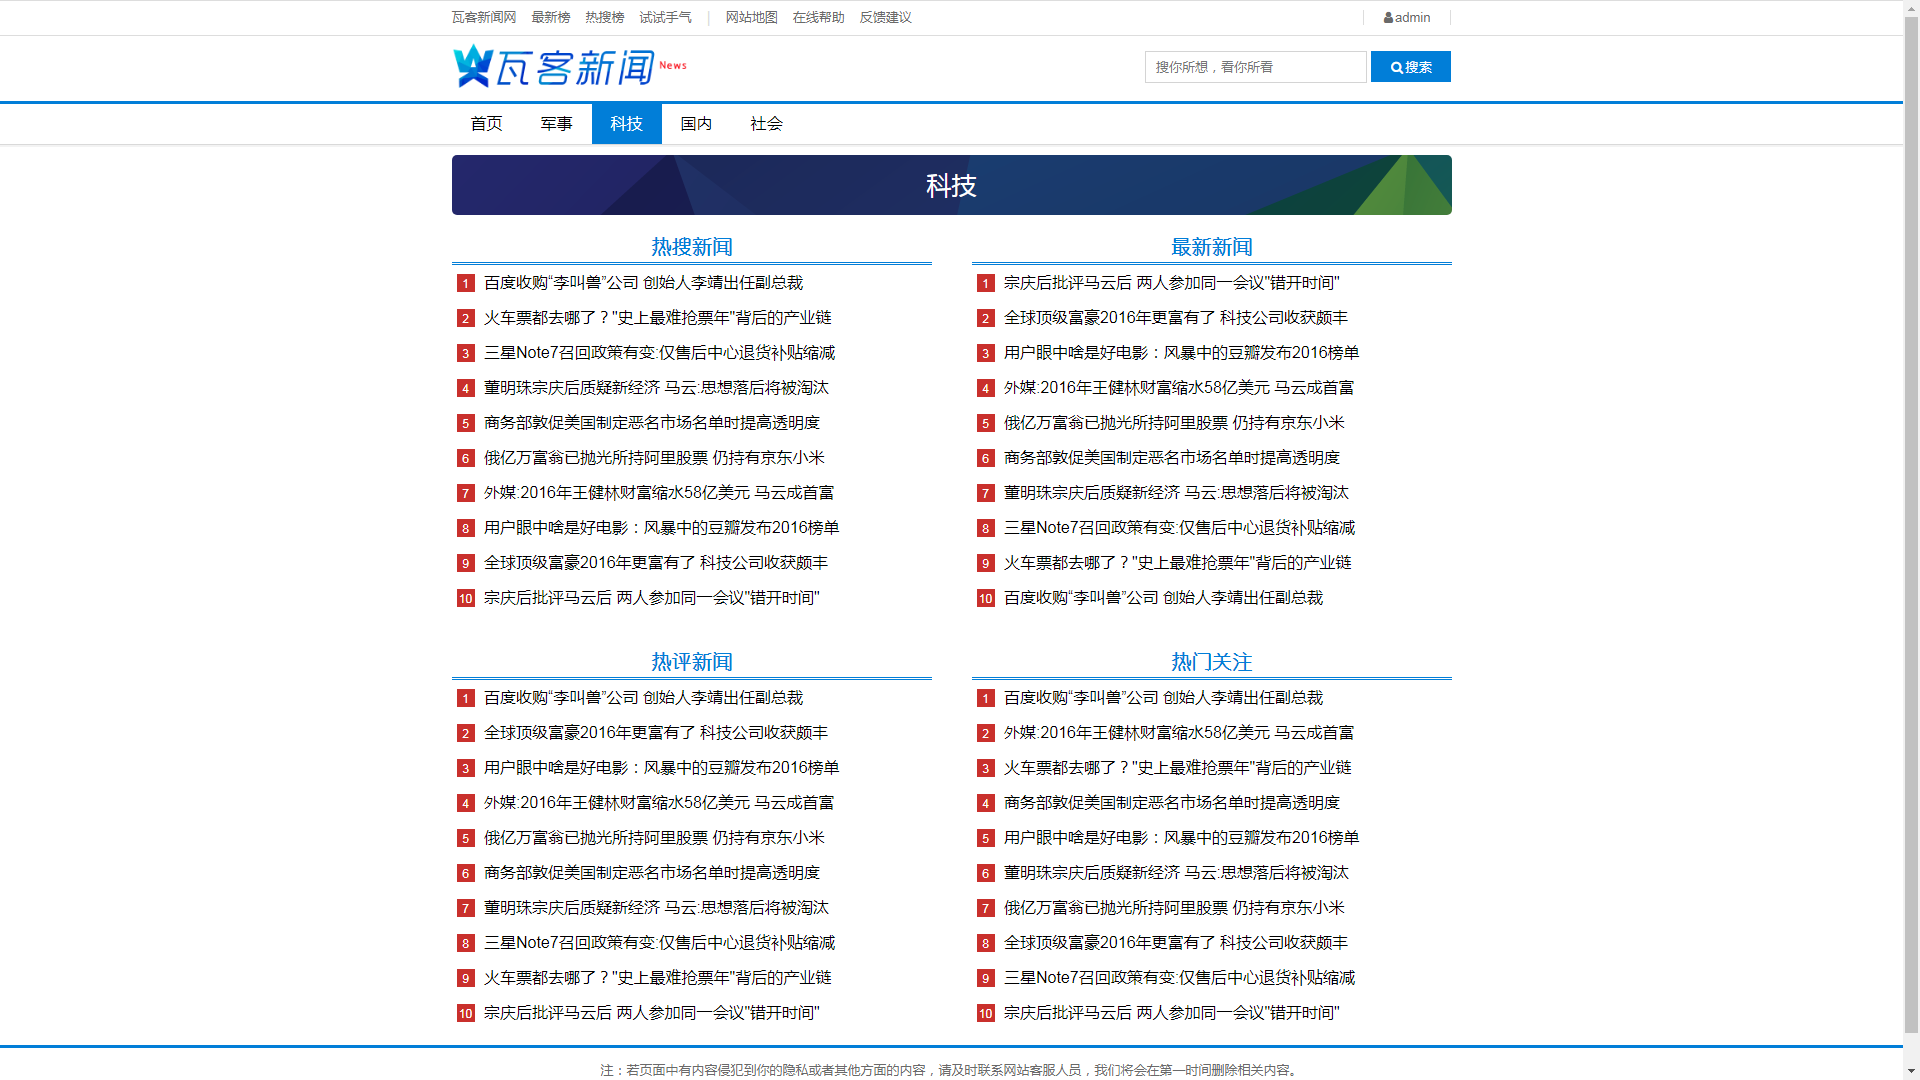 瓦客新闻网 最新榜 热搜榜 试试手气 | 网站地图 在线帮助 反馈建议 admin
瓦客新闻 News
搜你所想，看你所看 搜索
首页 军事 科技 国内 社会
科技
热搜新闻
1 百度收购“李叫兽”公司 创始人李靖出任副总裁
2 火车票都去哪了？"史上最难抢票年"背后的产业链
3 三星Note7召回政策有变:仅售后中心退货补贴缩减
4 董明珠宗庆后质疑新经济 马云:思想落后将被淘汰
5 商务部敦促美国制定恶名市场名单时提高透明度
6 俄亿万富翁已抛光所持阿里股票 仍持有京东小米
7 外媒:2016年王健林财富缩水58亿美元 马云成首富
8 用户眼中啥是好电影：风暴中的豆瓣发布2016榜单
9 全球顶级富豪2016年更富有了 科技公司收获颇丰
10 宗庆后批评马云后 两人参加同一会议"错开时间"
最新新闻
1 宗庆后批评马云后 两人参加同一会议"错开时间"
2 全球顶级富豪2016年更富有了 科技公司收获颇丰
3 用户眼中啥是好电影：风暴中的豆瓣发布2016榜单
4 外媒:2016年王健林财富缩水58亿美元 马云成首富
5 俄亿万富翁已抛光所持阿里股票 仍持有京东小米
6 商务部敦促美国制定恶名市场名单时提高透明度
7 董明珠宗庆后质疑新经济 马云:思想落后将被淘汰
8 三星Note7召回政策有变:仅售后中心退货补贴缩减
9 火车票都去哪了？"史上最难抢票年"背后的产业链
10 百度收购“李叫兽”公司 创始人李靖出任副总裁
热评新闻
1 百度收购“李叫兽”公司 创始人李靖出任副总裁
2 全球顶级富豪2016年更富有了 科技公司收获颇丰
3 用户眼中啥是好电影：风暴中的豆瓣发布2016榜单
4 外媒:2016年王健林财富缩水58亿美元 马云成首富
5 俄亿万富翁已抛光所持阿里股票 仍持有京东小米
6 商务部敦促美国制定恶名市场名单时提高透明度
7 董明珠宗庆后质疑新经济 马云:思想落后将被淘汰
8 三星Note7召回政策有变:仅售后中心退货补贴缩减
9 火车票都去哪了？"史上最难抢票年"背后的产业链
10 宗庆后批评马云后 两人参加同一会议"错开时间"
热门关注
1 百度收购“李叫兽”公司 创始人李靖出任副总裁
2 外媒:2016年王健林财富缩水58亿美元 马云成首富
3 火车票都去哪了？"史上最难抢票年"背后的产业链
4 商务部敦促美国制定恶名市场名单时提高透明度
5 用户眼中啥是好电影：风暴中的豆瓣发布2016榜单
6 董明珠宗庆后质疑新经济 马云:思想落后将被淘汰
7 俄亿万富翁已抛光所持阿里股票 仍持有京东小米
8 全球顶级富豪2016年更富有了 科技公司收获颇丰
9 三星Note7召回政策有变:仅售后中心退货补贴缩减
10 宗庆后批评马云后 两人参加同一会议"错开时间"
注：若页面中有内容侵犯到你的隐私或者其他方面的内容，请及时联系网站客服人员，我们将会在第一时间删除相关内容。